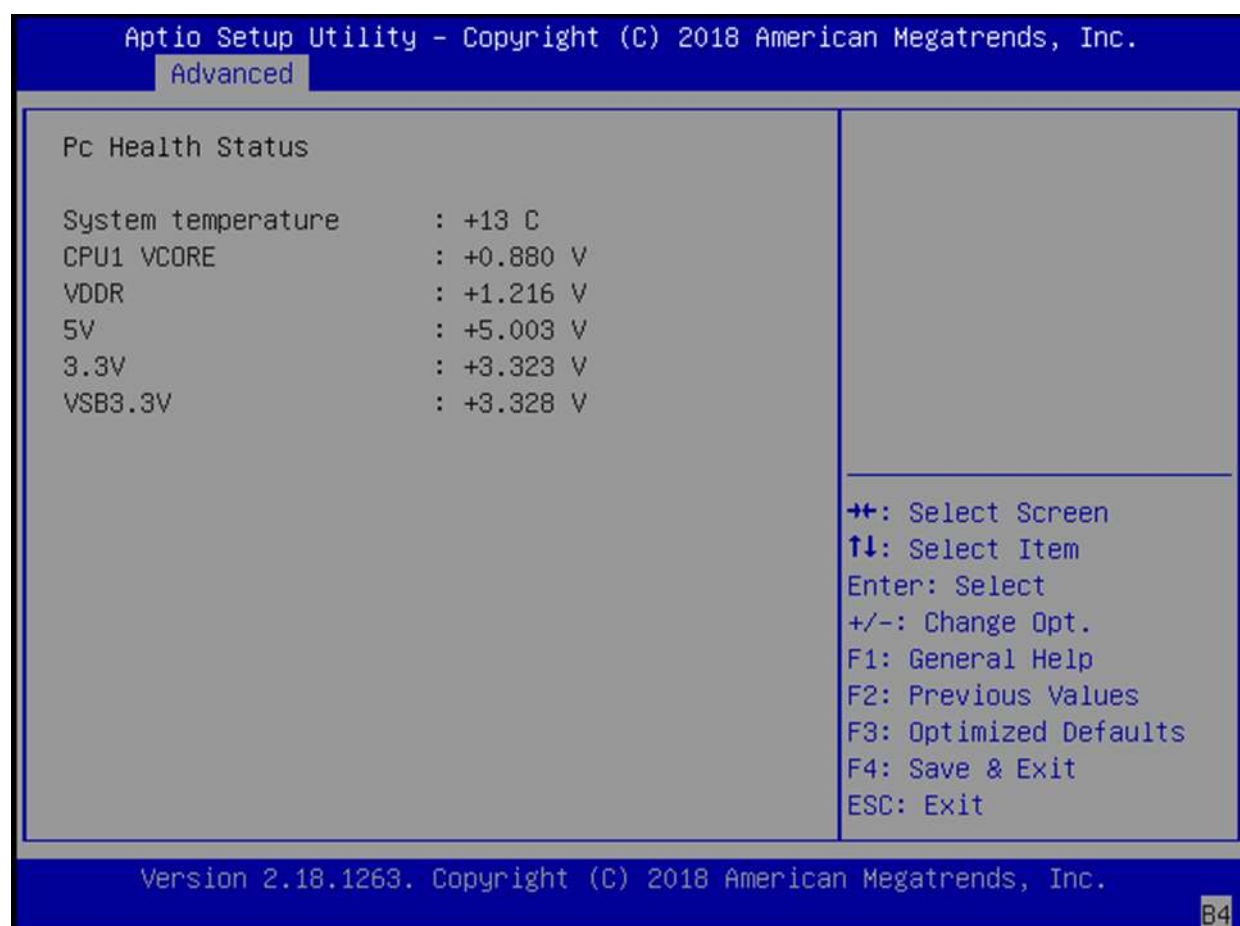 Aptio Setup Utility - Copyright (C) 2018 American Megatrends, Inc.
Advanced
Pc Health Status
System temperature : +13 C
CPU1 VCORE : +0.880 V
VDDR : +1.216 V
5V : +5.003 V
3.3V : +3.323 V
VSB3.3V : +3.328 V
→←: Select Screen
↑↓: Select Item
Enter: Select
+/-: Change Opt.
F1: General Help
F2: Previous Values
F3: Optimized Defaults
F4: Save & Exit
ESC: Exit
Version 2.18.1263. Copyright (C) 2018 American Megatrends, Inc.
B4